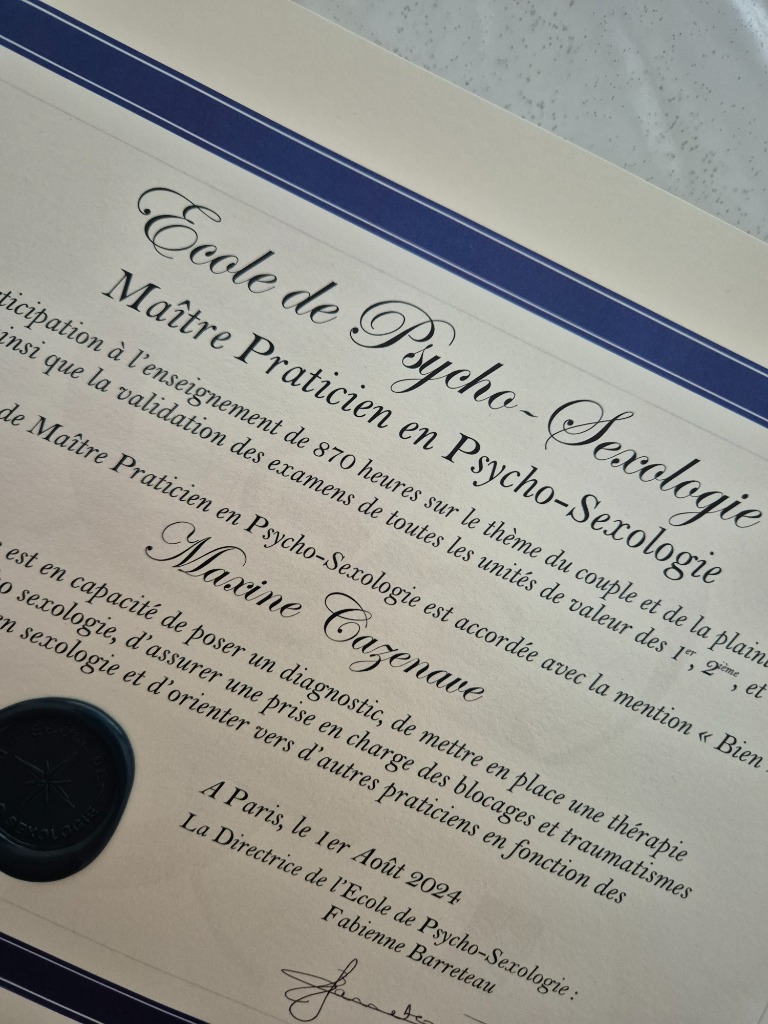 Ecole de Psycho-Sexologie
Maître Praticien en Psycho-Sexologie
à l'enseignement de 870 heures sur le thème du couple et de la
que la validation des examens de toutes les unités de valeur des 1er, 2ième, et
de Maître Praticien en Psycho-Sexologie est accordée avec la mention « Bien
Maxine Cazenave
est en capacité de poser un diagnostic, de mettre en place une thérapie
sexologie, d'assurer une prise en charge des blocages et traumatismes
en sexologie et d'orienter vers d'autres praticiens en fonction des
SEXOLOGIE
A Paris, le 1er Août 2024
La Directrice de l'Ecole de Psycho-Sexologie :
Fabienne Barreteau